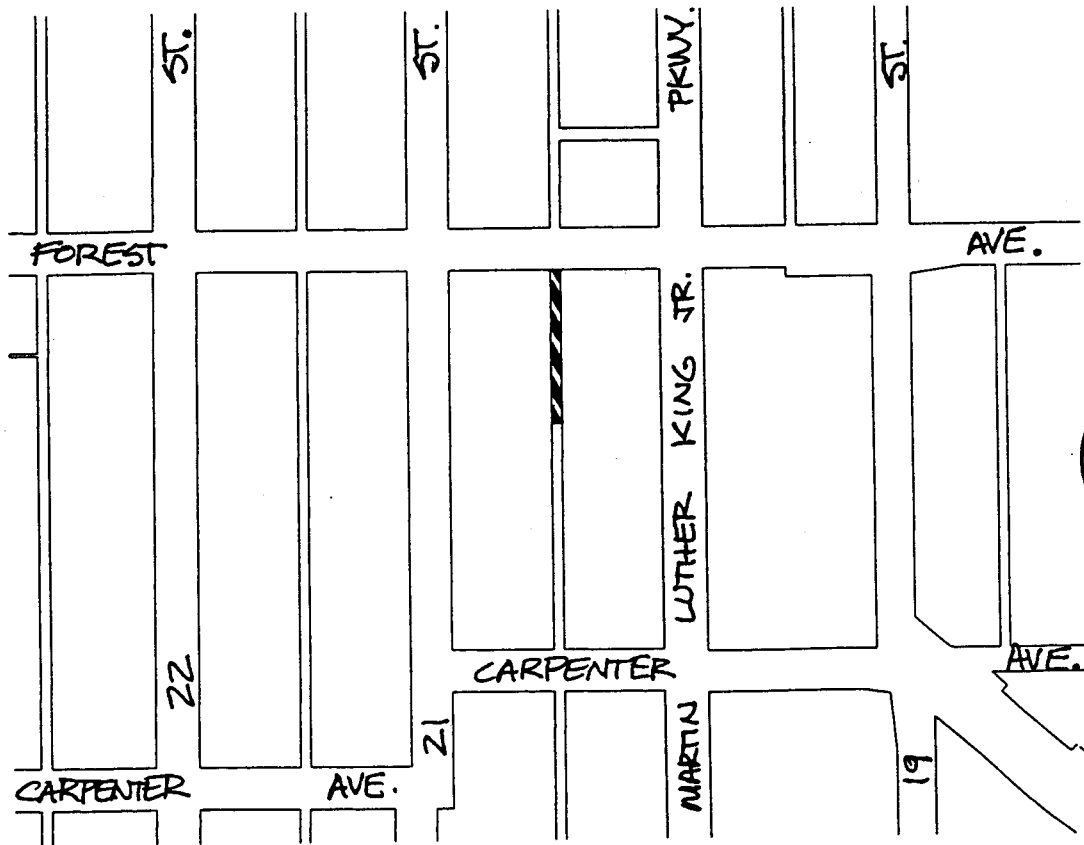 ST.
ST.
PKWY.
ST.
FOREST AVE.
MARTIN LUTHER KING JR.
22
21
19
CARPENTER AVE.
CARPENTER AVE.